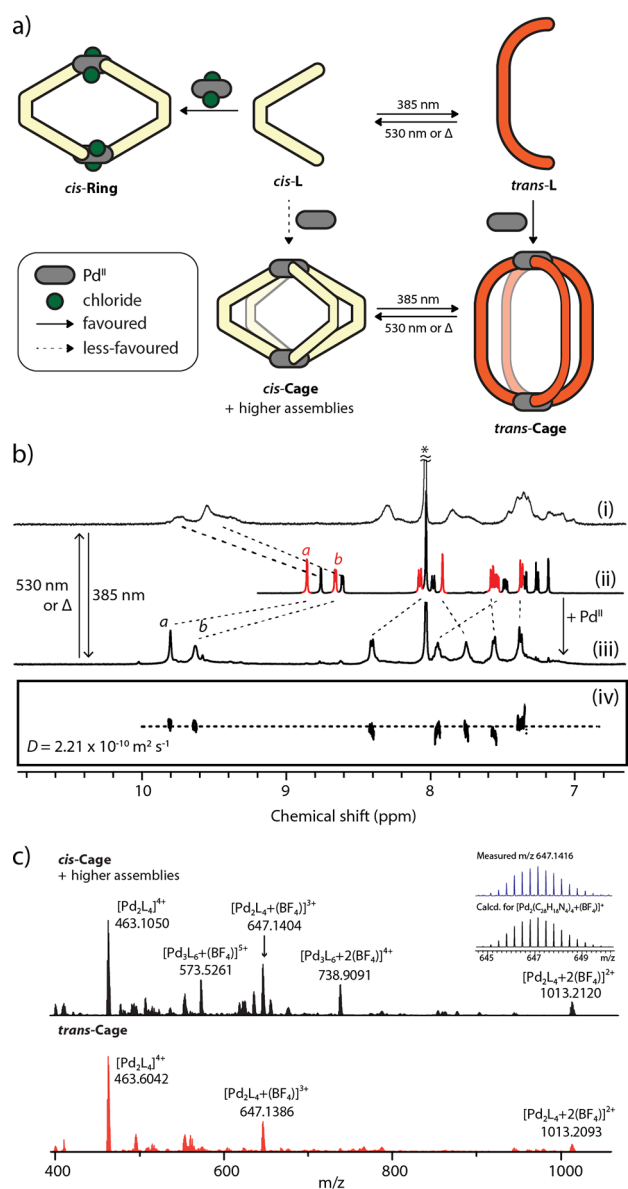 a)
385 nm
530 nm or Δ
cis-Ring
cis-L
trans-L
Pd^II
chloride
favoured
less-favoured
385 nm
530 nm or Δ
cis-Cage
+ higher assemblies
trans-Cage
b)
*
≈
(i)
a
b
(ii)
530 nm
or Δ
385 nm
+ Pd^II
a
b
(iii)
(iv)
D = 2.21 x 10^-10 m² s^-1
10
9
8
7
Chemical shift (ppm)
c)
cis-Cage
+ higher assemblies
Measured m/z 647.1416
Calcd. for [Pd₂(C₂₈H₁₈N₄)₄+(BF₄)]⁺
645
647
649
m/z
[Pd₂L₄]⁴⁺
463.1050
[Pd₃L₆+(BF₄)]⁵⁺
573.5261
[Pd₂L₄+(BF₄)]³⁺
647.1404
[Pd₃L₆+2(BF₄)]⁴⁺
738.9091
[Pd₂L₄+2(BF₄)]²⁺
1013.2120
trans-Cage
[Pd₂L₄]⁴⁺
463.6042
[Pd₂L₄+(BF₄)]³⁺
647.1386
[Pd₂L₄+2(BF₄)]²⁺
1013.2093
400
600
800
1000
m/z